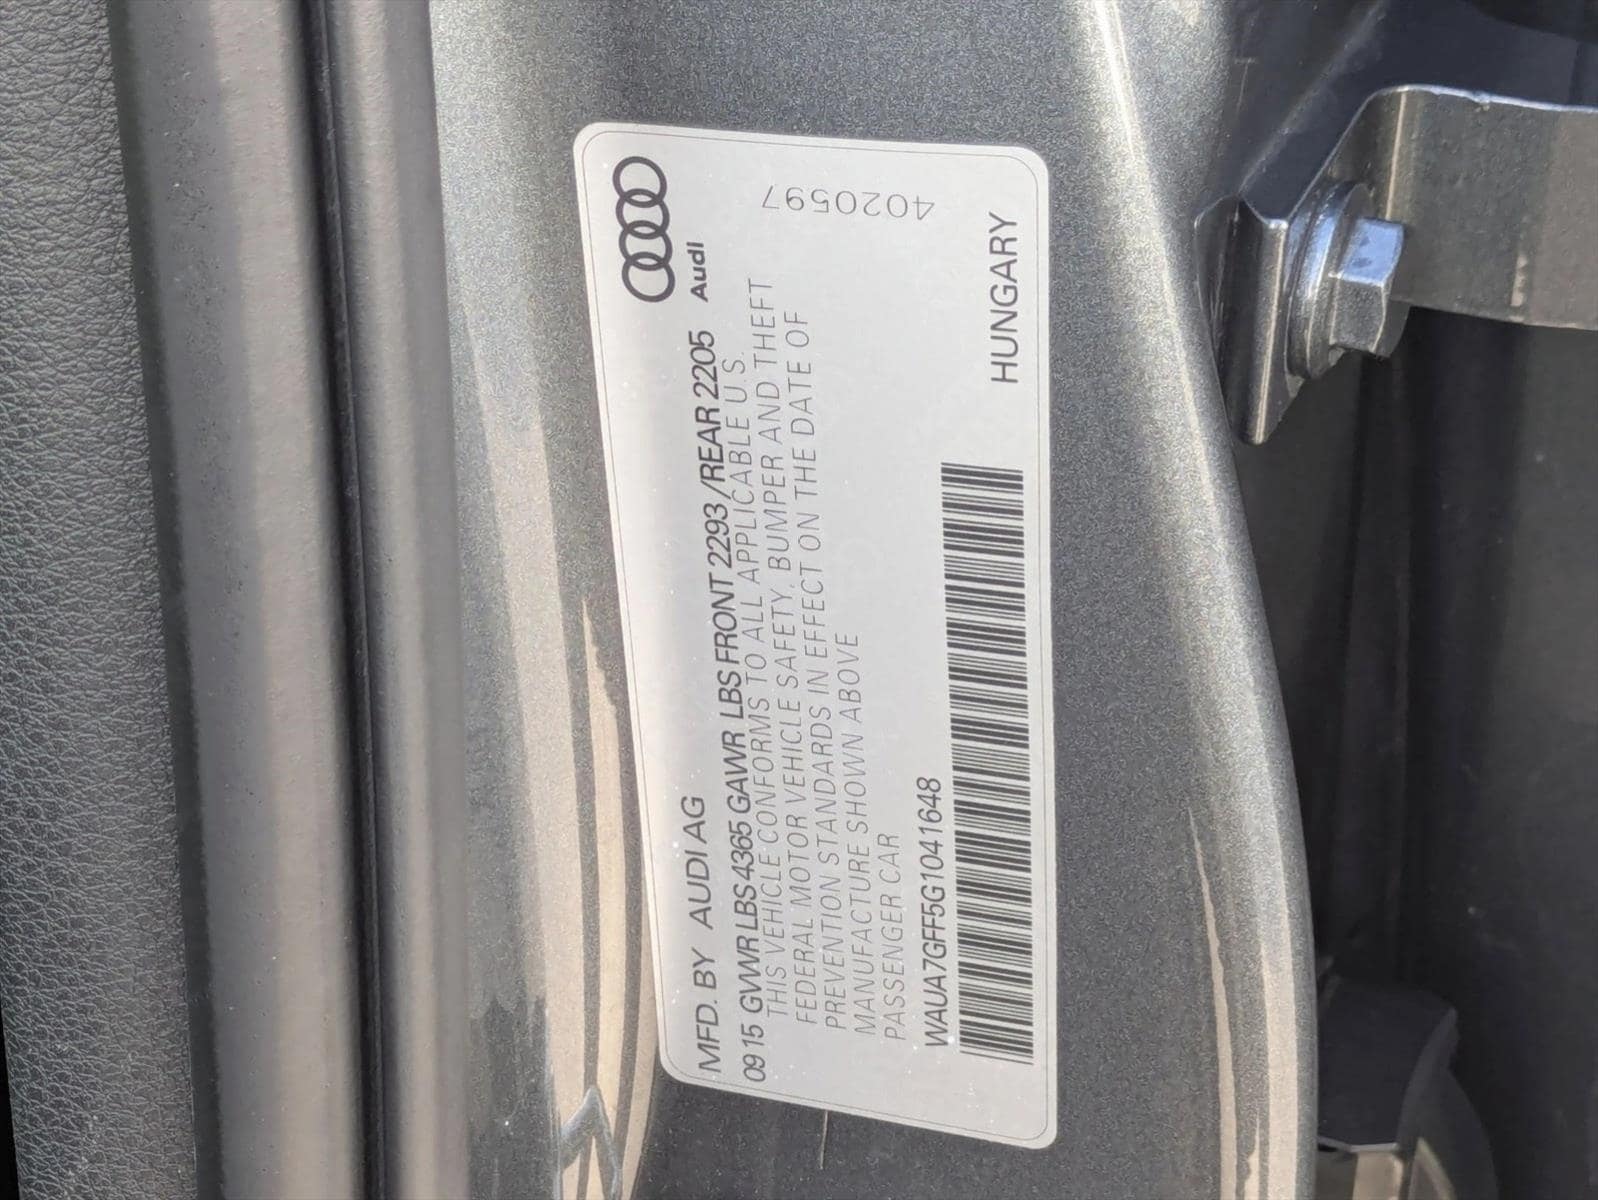 MFD. BY AUDI AG
Audi
09 15 GVWR LBS 4365 GAWR LBS FRONT 2293 /REAR 2205
THIS VEHICLE CONFORMS TO ALL APPLICABLE U.S.
FEDERAL MOTOR VEHICLE SAFETY, BUMPER AND THEFT
PREVENTION STANDARDS IN EFFECT ON THE DATE OF
MANUFACTURE SHOWN ABOVE
PASSENGER CAR
4020597
WAUA7GFF5G1041648
HUNGARY